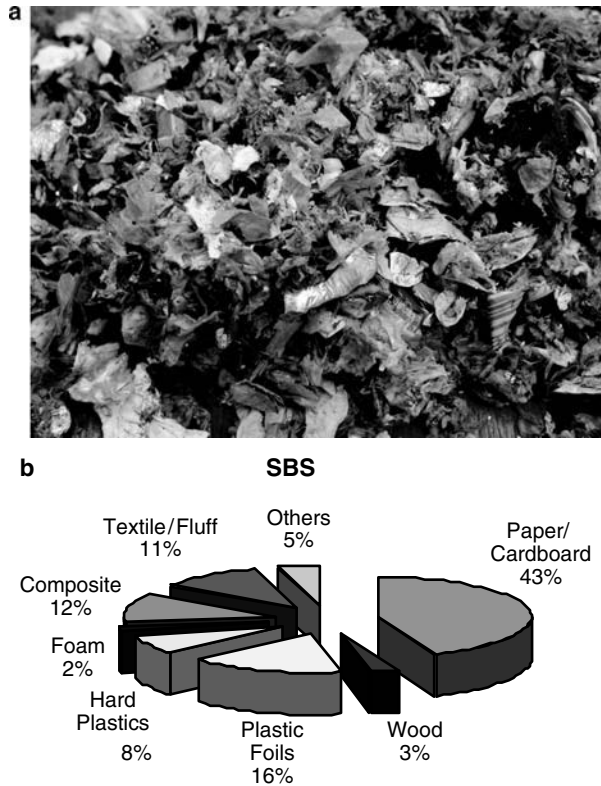 a
b
SBS
Textile/Fluff
11%
Others
5%
Paper/
Cardboard
43%
Composite
12%
Foam
2%
Hard
Plastics
8%
Plastic
Foils
16%
Wood
3%